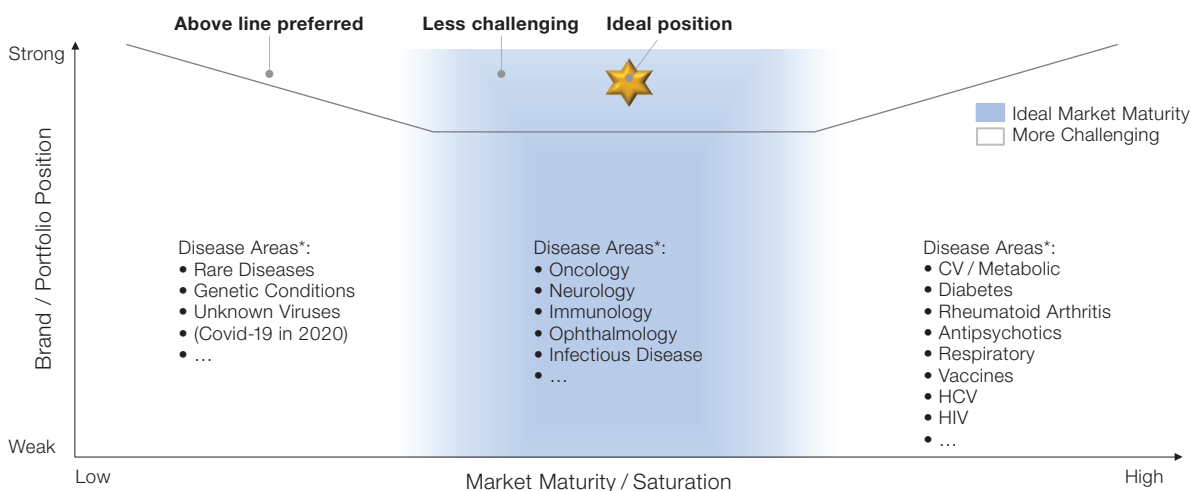 Above line preferred
Less challenging
Ideal position
Strong
Brand / Portfolio Position
Weak
Ideal Market Maturity
More Challenging
Disease Areas*:
• Rare Diseases
• Genetic Conditions
• Unknown Viruses
• (Covid-19 in 2020)
• …
Disease Areas*:
• Oncology
• Neurology
• Immunology
• Ophthalmology
• Infectious Disease
• …
Disease Areas*:
• CV / Metabolic
• Diabetes
• Rheumatoid Arthritis
• Antipsychotics
• Respiratory
• Vaccines
• HCV
• HIV
• …
Low
Market Maturity / Saturation
High